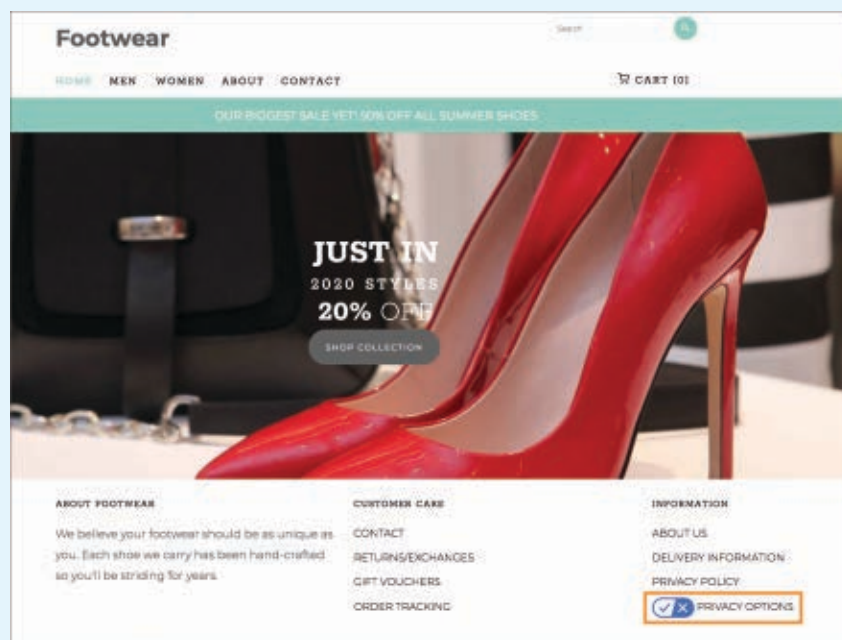 Footwear
Search
HOME MEN WOMEN ABOUT CONTACT
CART (0)
OUR BIGGEST SALE YET! 50% OFF ALL SUMMER SHOES
JUST IN
2020 STYLES
20% OFF
SHOP COLLECTION
ABOUT FOOTWEAR
We believe your footwear should be as unique as
you. Each shoe we carry has been hand-crafted
so you'll be striding for years.
CUSTOMER CARE
CONTACT
RETURNS/EXCHANGES
GIFT VOUCHERS
ORDER TRACKING
INFORMATION
ABOUT US
DELIVERY INFORMATION
PRIVACY POLICY
PRIVACY OPTIONS